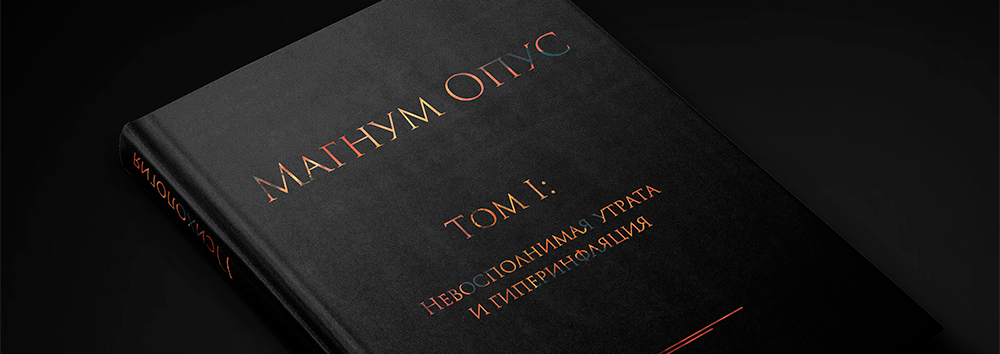 Магнум Опус
Том I:
Невосполнимая утрата
и гиперинфляция